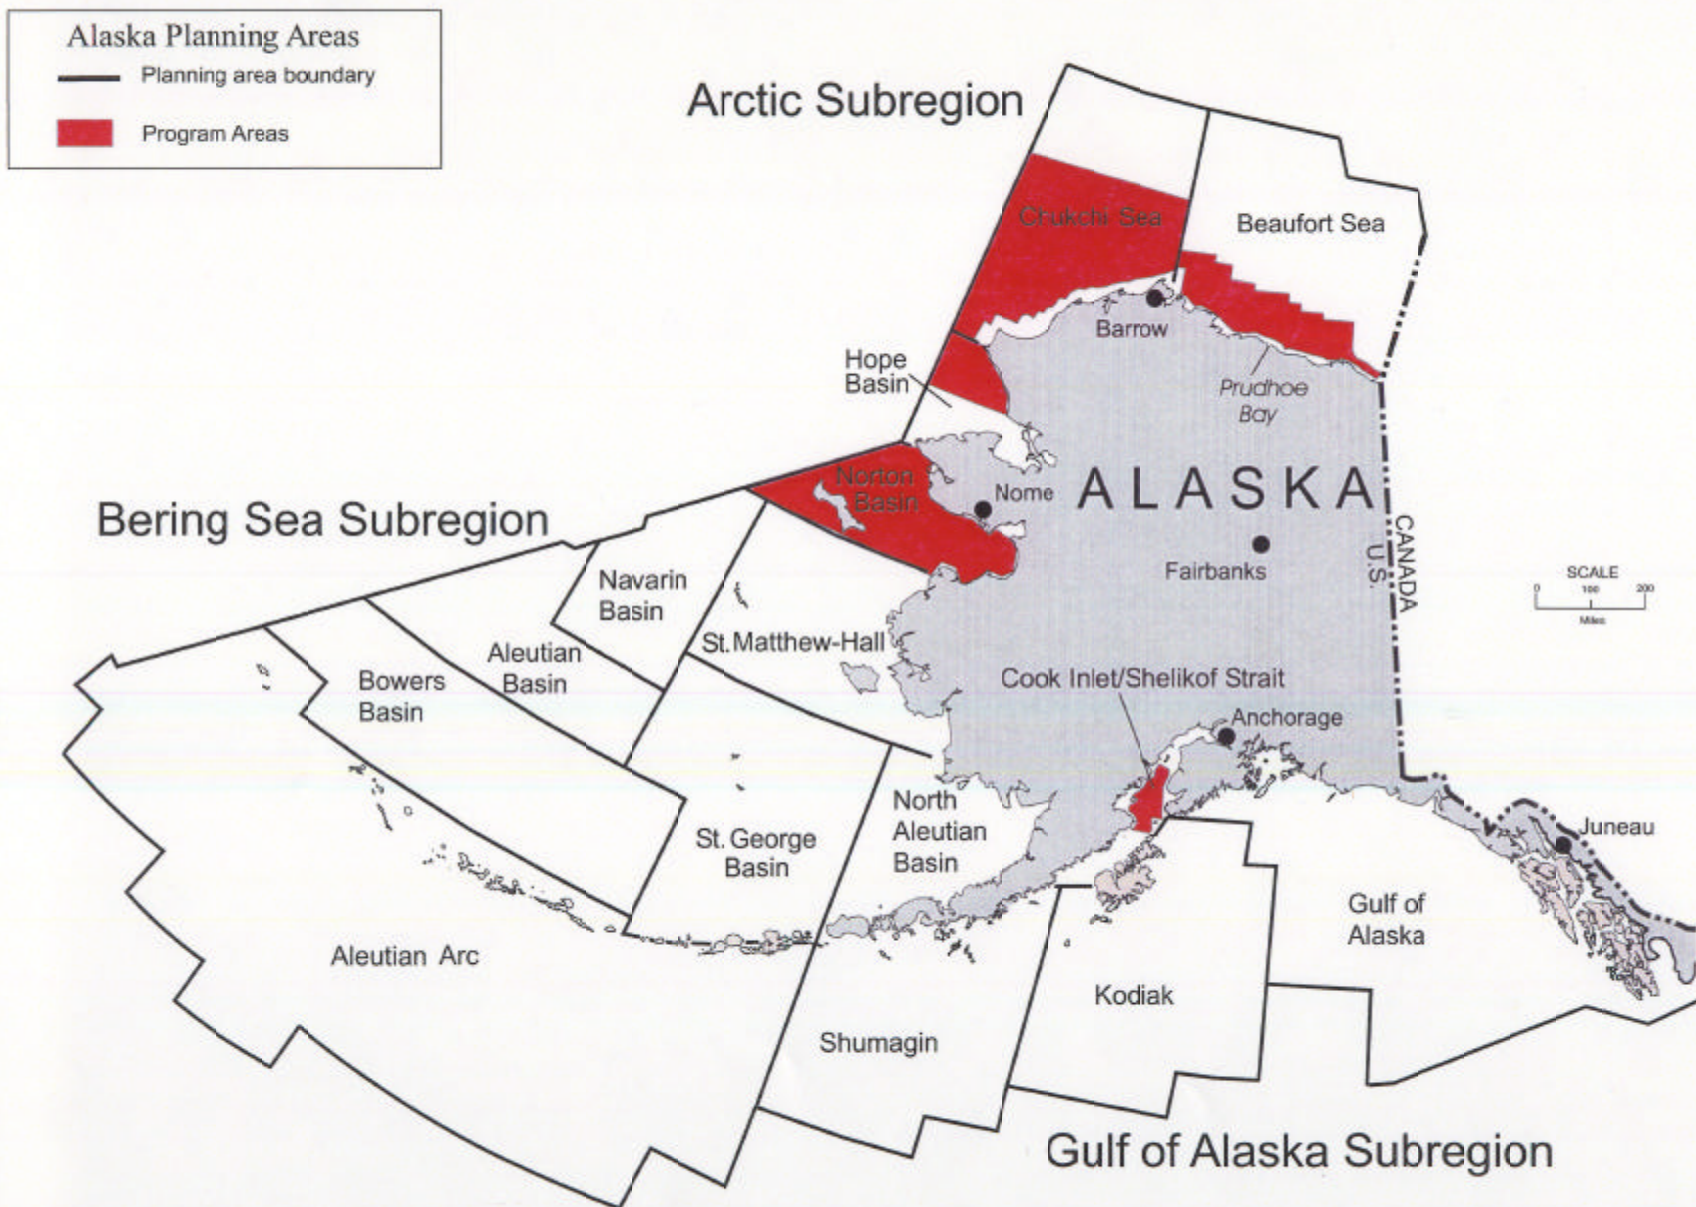 Alaska Planning Areas
Planning area boundary
Program Areas
Arctic Subregion
Chukchi Sea
Beaufort Sea
Barrow
Hope
Basin
Prudhoe
Bay
Norton
Basin
Nome
ALASKA
Bering Sea Subregion
CANADA
U.S.
Fairbanks
SCALE
0 100 200
Miles
Navarin
Basin
St. Matthew-Hall
Aleutian
Basin
Bowers
Basin
Cook Inlet/Shelikof Strait
Anchorage
North
Aleutian
Basin
St. George
Basin
Juneau
Gulf of
Alaska
Aleutian Arc
Kodiak
Shumagin
Gulf of Alaska Subregion